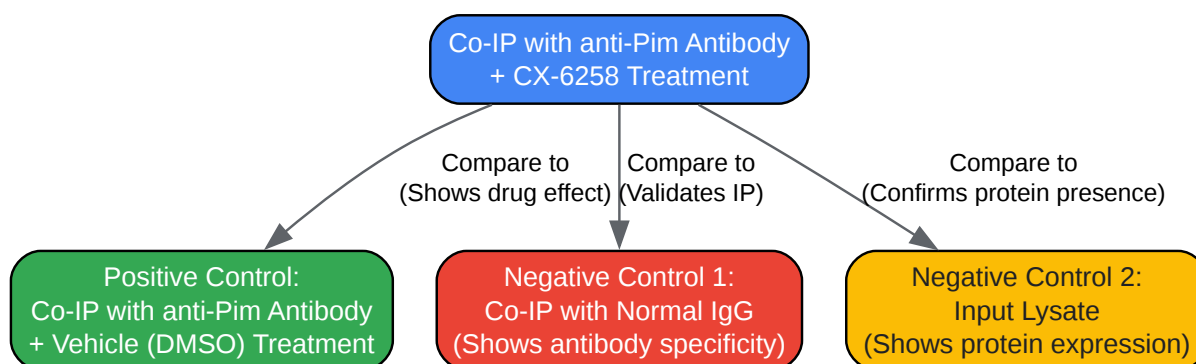 Co-IP with anti-Pim Antibody
+ CX-6258 Treatment
Compare to
(Shows drug effect)
Compare to
(Validates IP)
Compare to
(Confirms protein presence)
Positive Control:
Co-IP with anti-Pim Antibody
+ Vehicle (DMSO) Treatment
Negative Control 1:
Co-IP with Normal IgG
(Shows antibody specificity)
Negative Control 2:
Input Lysate
(Shows protein expression)